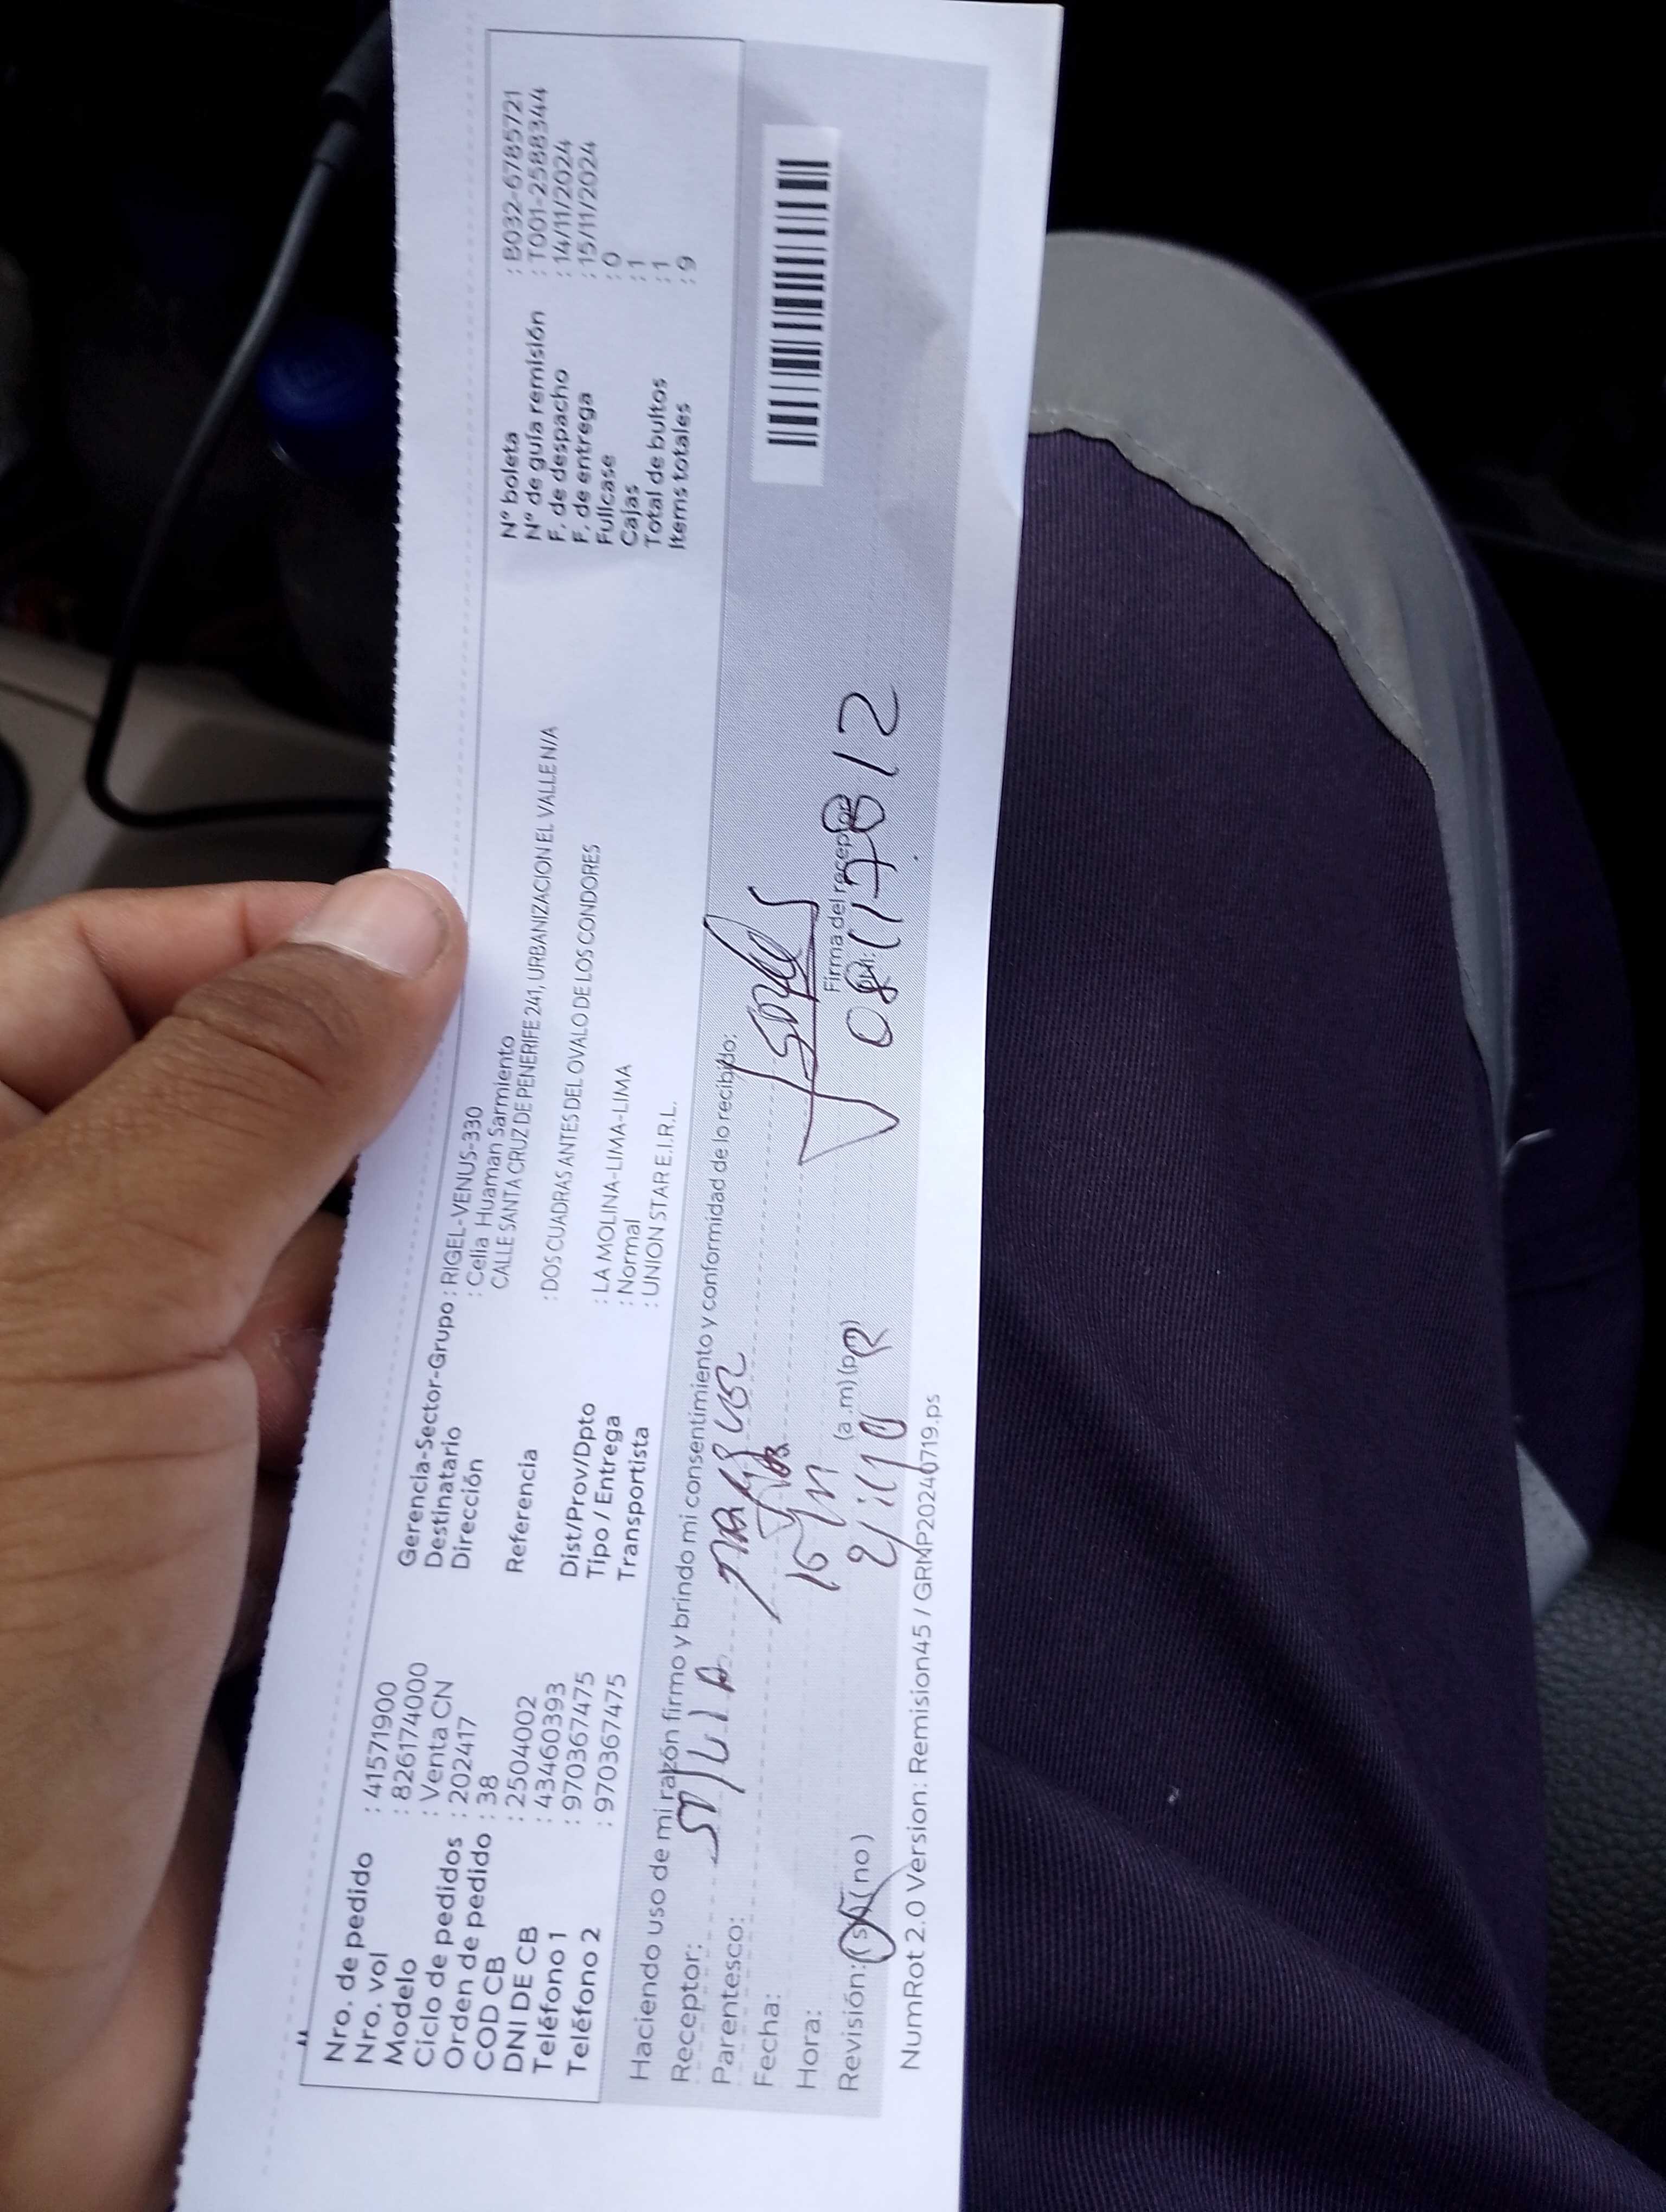 Nro. de pedido : 41571900
Nro. vol : 826174000
Modelo : Venta CN
Ciclo de pedidos : 202417
Orden de pedido : 38
COD CB : 2504002
DNI DE CB : 43460393
Teléfono 1 : 970367475
Teléfono 2 : 970367475
Gerencia-Sector-Grupo : RIGEL-VENUS-330
Destinatario : Celia Huaman Sarmiento
Dirección CALLE SANTA CRUZ DE PENERIFE 241, URBANIZACION EL VALLE N/A
Referencia : DOS CUADRAS ANTES DEL OVALO DE LOS CONDORES
Dist/Prov/Dpto : LA MOLINA-LIMA-LIMA
Tipo / Entrega : Normal
Transportista : UNION STAR E.I.R.L.
N° boleta : B032-6785721
N° de guía remisión : T001-2588344
F. de despacho : 14/11/2024
F. de entrega : 15/11/2024
Fullcase : 0
Cajas : 1
Total de bultos : 1
Items totales : 9
Haciendo uso de mi razón firmo y brindo mi consentimiento y conformidad de lo recibido:
Receptor:
Parentesco:
Fecha:
Hora: (a.m)
Revisión: (si) (no)
Firma del receptor
08117812
NumRot 2.0 Version: Remision45 / GRMP20240719.ps